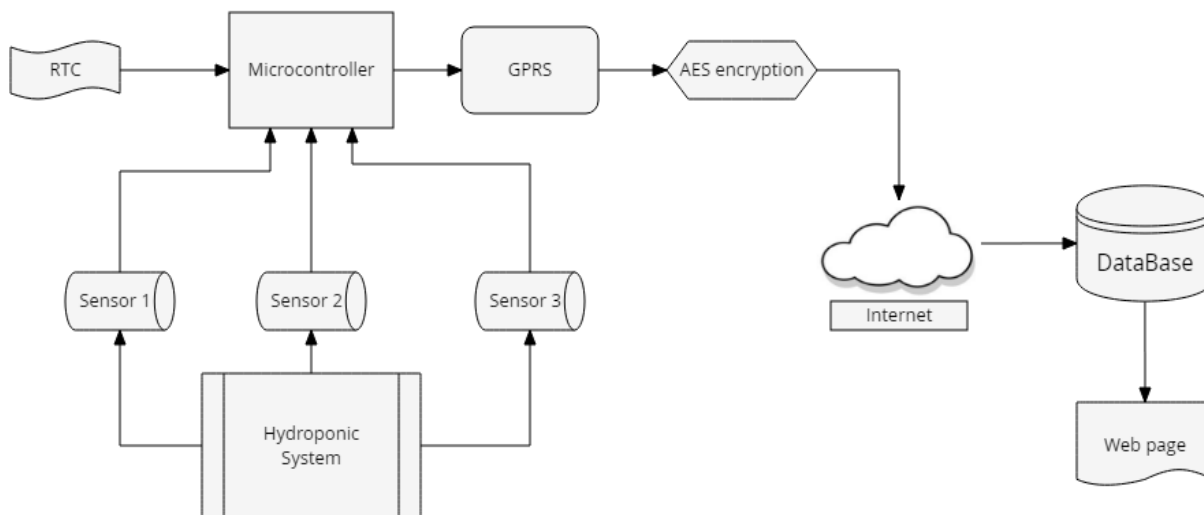 RTC
Microcontroller
GPRS
AES encryption
Sensor 1
Sensor 2
Sensor 3
Internet
DataBase
Hydroponic
System
Web page